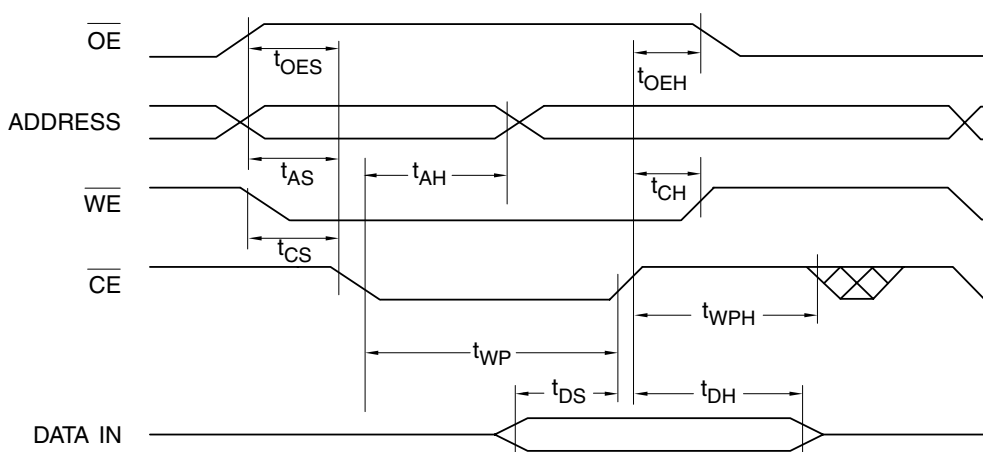 OE
tOES
tOEH
ADDRESS
tAS
tAH
tCH
WE
tCS
CE
tWPH
tWP
tDS
tDH
DATA IN